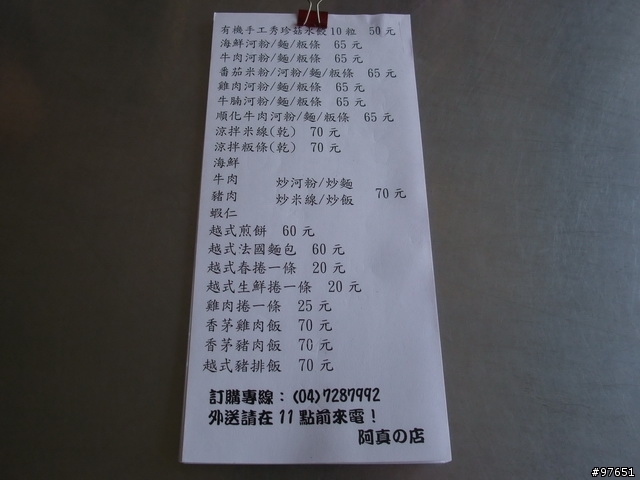 有機手工秀珍菇水餃10粒 50元
海鮮河粉/麵/粄條 65元
牛肉河粉/麵/粄條 65元
番茄米粉/河粉/麵/粄條 65元
雞肉河粉/麵/粄條 65元
牛腩河粉/麵/粄條 65元
順化牛肉河粉/麵/粄條 65元
涼拌米線(乾) 70元
涼拌粄條(乾) 70元
海鮮
牛肉 炒河粉/炒麵
豬肉 炒米線/炒飯 70元
蝦仁
越式煎餅 60元
越式法國麵包 60元
越式春捲一條 20元
越式生鮮捲一條 20元
雞肉捲一條 25元
香茅雞肉飯 70元
香茅豬肉飯 70元
越式豬排飯 70元
訂購專線：(04)7287992
外送請在11點前來電！
阿真の店
#97651